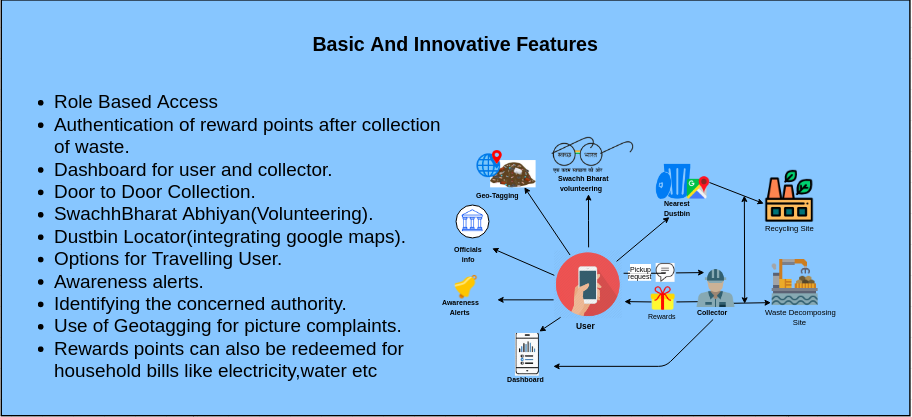 Basic And Innovative Features
• Role Based Access
• Authentication of reward points after collection
of waste.
• Dashboard for user and collector.
• Door to Door Collection.
• SwachhBharat Abhiyan(Volunteering).
• Dustbin Locator(integrating google maps).
• Options for Travelling User.
• Awareness alerts.
• Identifying the concerned authority.
• Use of Geotagging for picture complaints.
• Rewards points can also be redeemed for
household bills like electricity,water etc
स्वच्छ भारत
एक कदम स्वच्छता की ओर
Swachh Bharat
volunteering
Geo-Tagging
Nearest
Dustbin
G
Recycling Site
Officials
info
Pickup
request
Awareness
Alerts
Rewards
Collector
Waste Decomposing
Site
User
Dashboard